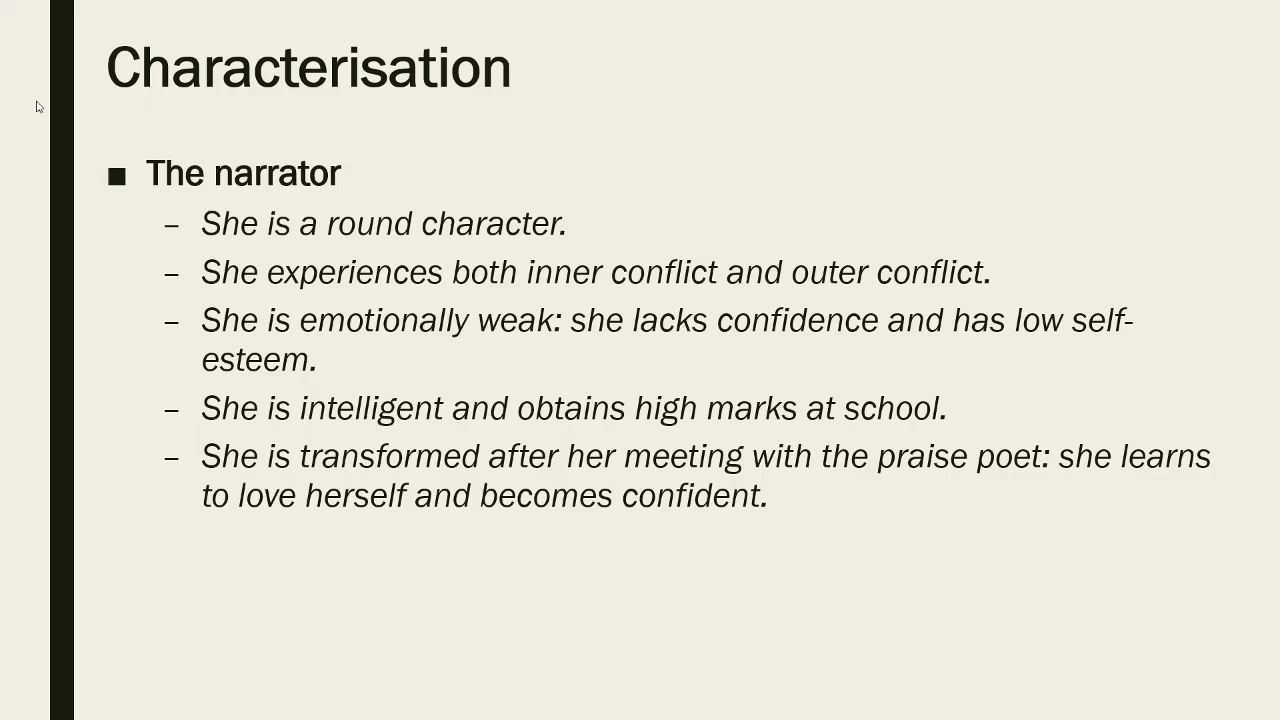 Characterisation
■ The narrator
– She is a round character.
– She experiences both inner conflict and outer conflict.
– She is emotionally weak: she lacks confidence and has low self-
esteem.
– She is intelligent and obtains high marks at school.
– She is transformed after her meeting with the praise poet: she learns
to love herself and becomes confident.